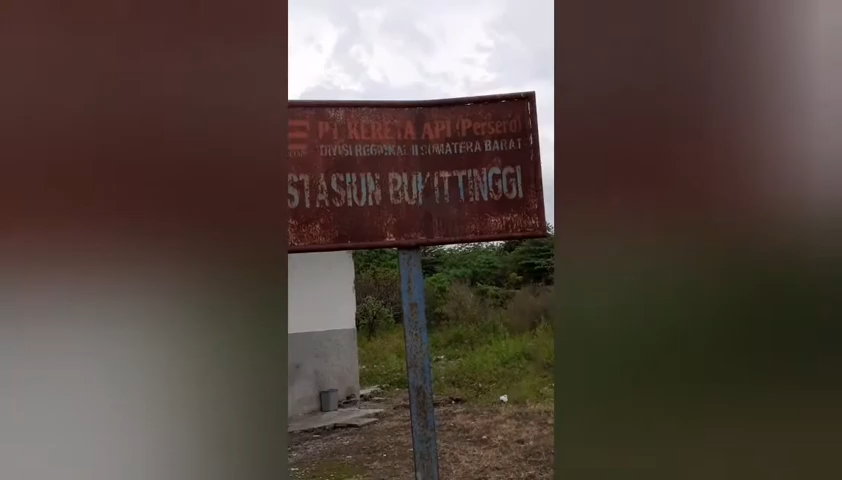 PT. KERETA API (Persero)
DIVISI REGIONAL II SUMATERA BARAT
STASIUN BUKITTINGGI